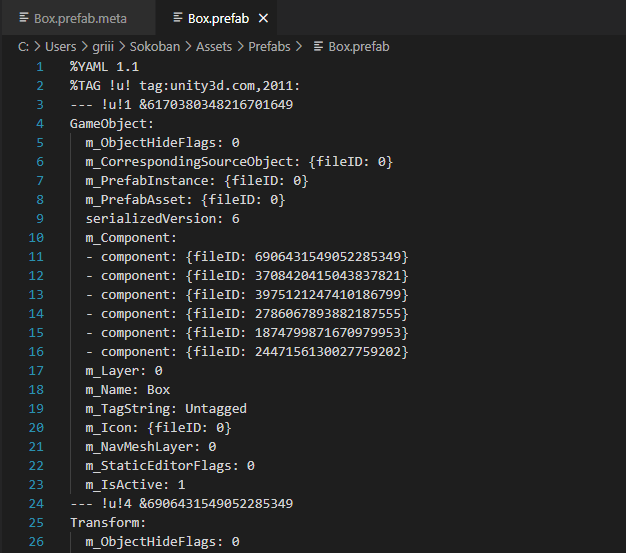 Box.prefab.meta
Box.prefab ×
C: > Users > griii > Sokoban > Assets > Prefabs > Box.prefab
1 %YAML 1.1
2 %TAG !u! tag:unity3d.com,2011:
3 --- !u!1 &6170380348216701649
4 GameObject:
5 m_ObjectHideFlags: 0
6 m_CorrespondingSourceObject: {fileID: 0}
7 m_PrefabInstance: {fileID: 0}
8 m_PrefabAsset: {fileID: 0}
9 serializedVersion: 6
10 m_Component:
11 - component: {fileID: 6906431549052285349}
12 - component: {fileID: 3708420415043837821}
13 - component: {fileID: 3975121247410186799}
14 - component: {fileID: 2786067893882187555}
15 - component: {fileID: 1874799871670979953}
16 - component: {fileID: 2447156130027759202}
17 m_Layer: 0
18 m_Name: Box
19 m_TagString: Untagged
20 m_Icon: {fileID: 0}
21 m_NavMeshLayer: 0
22 m_StaticEditorFlags: 0
23 m_IsActive: 1
24 --- !u!4 &6906431549052285349
25 Transform:
26 m_ObjectHideFlags: 0